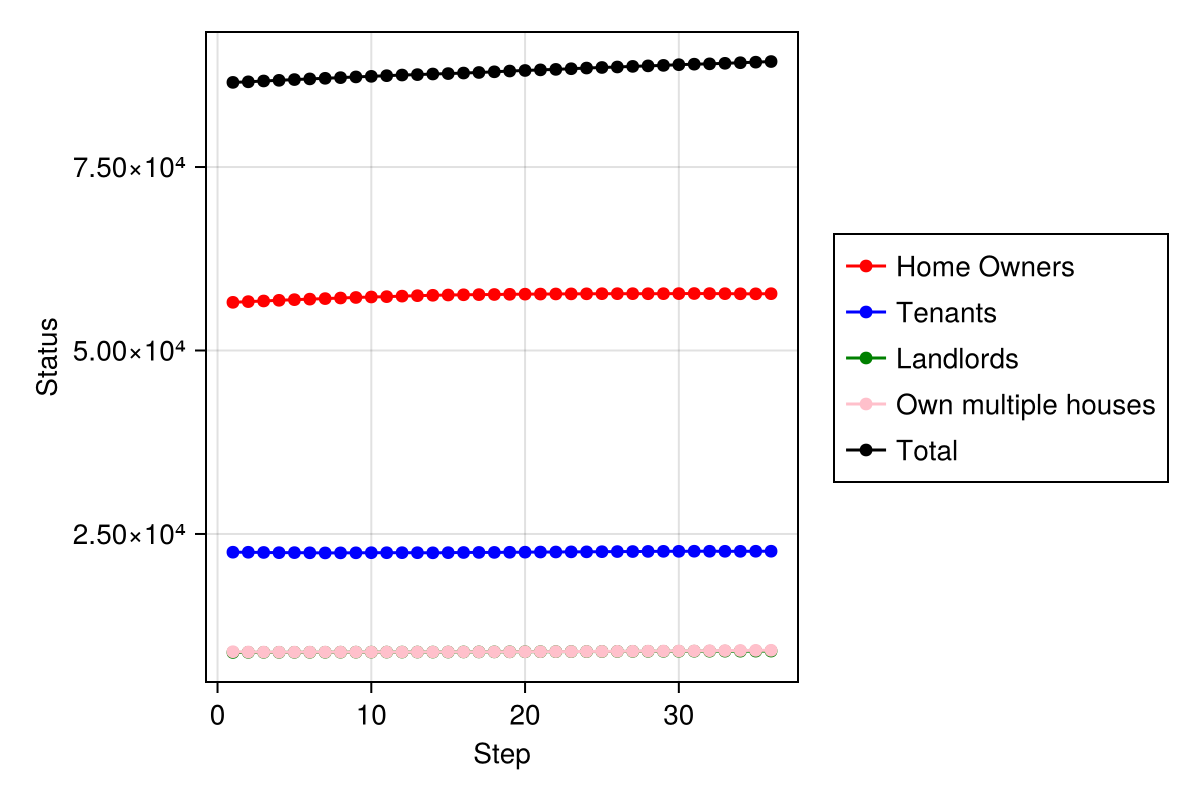 Status
7.50×10⁴
5.00×10⁴
2.50×10⁴
0 10 20 30
Step
Home Owners
Tenants
Landlords
Own multiple houses
Total